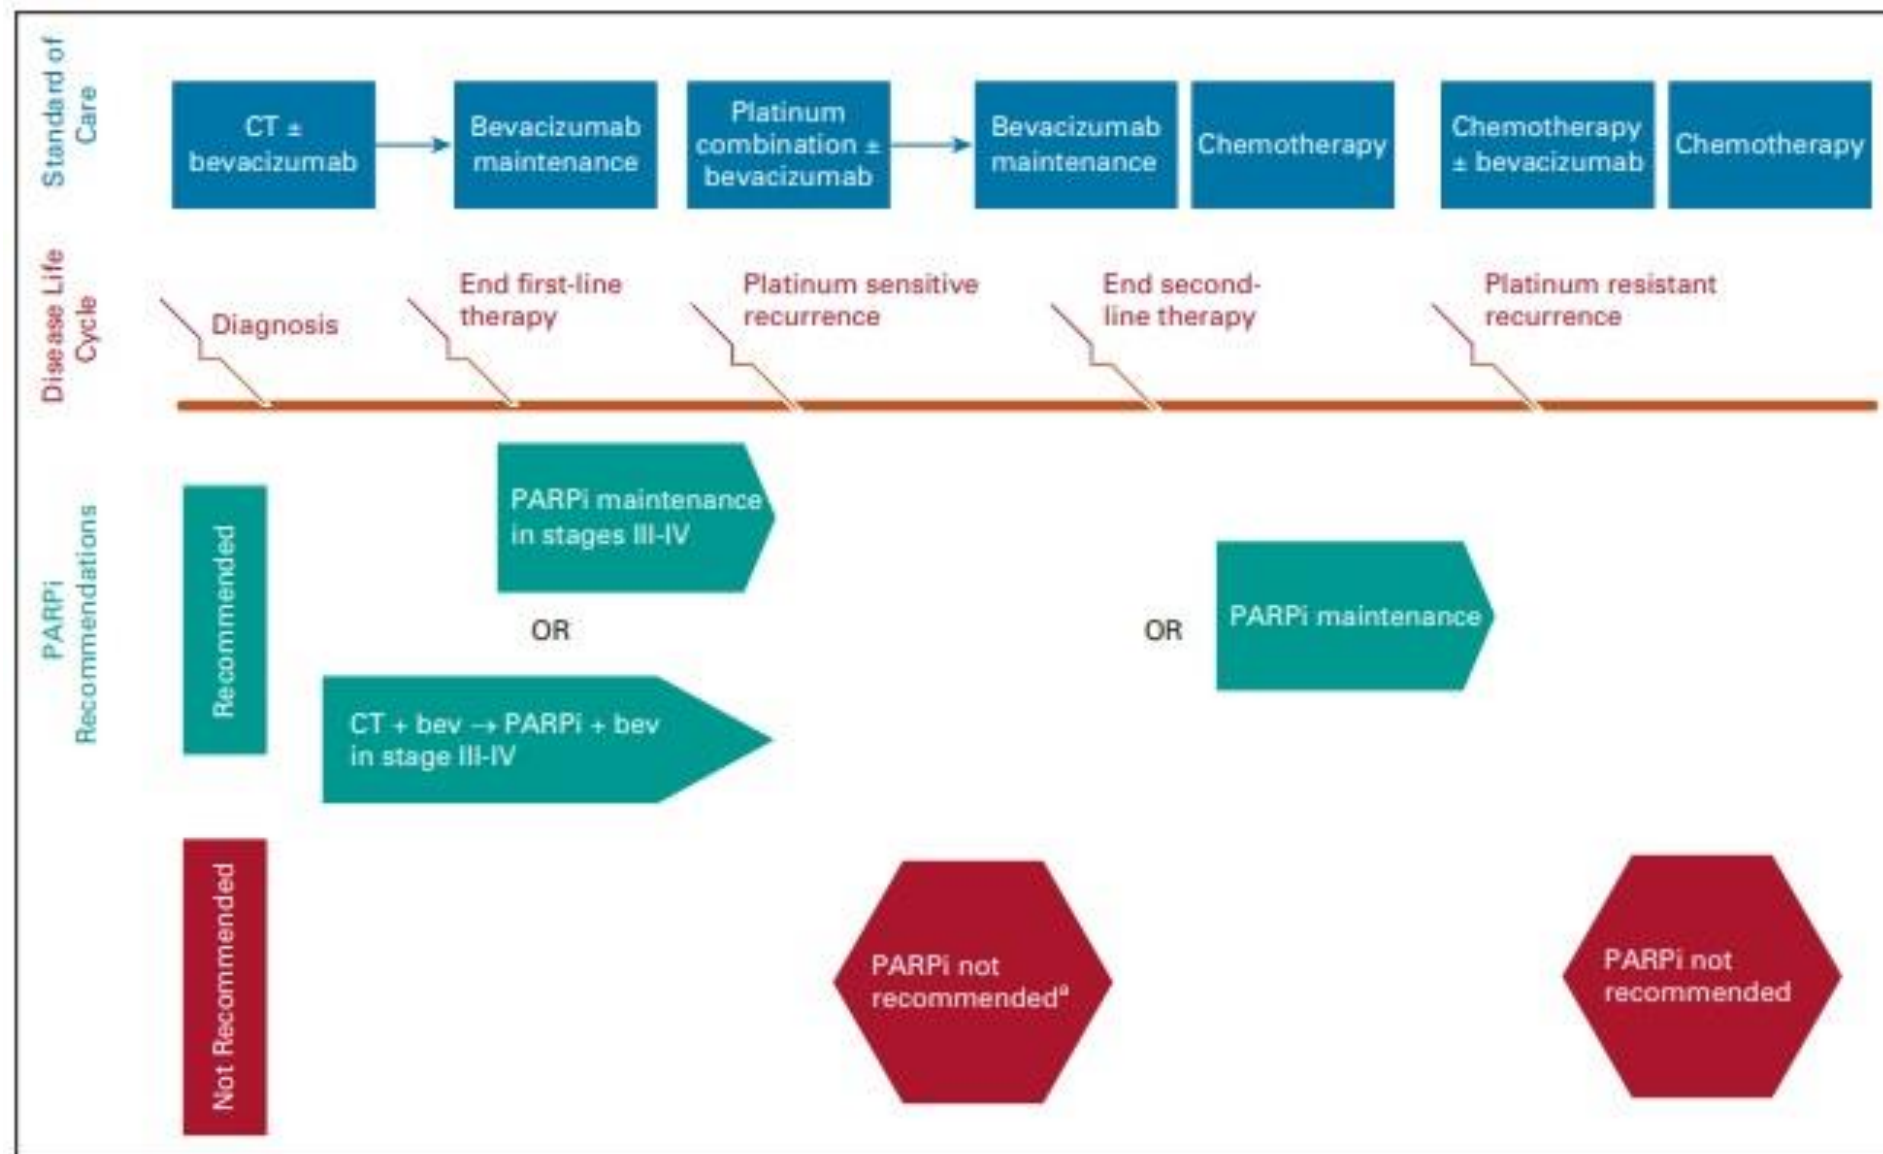 Standard of
Care
CT ±
bevacizumab
Bevacizumab
maintenance
Platinum
combination ±
bevacizumab
Bevacizumab
maintenance
Chemotherapy
Chemotherapy
± bevacizumab
Chemotherapy
Disease Life
Cycle
Diagnosis
End first-line
therapy
Platinum sensitive
recurrence
End second-
line therapy
Platinum resistant
recurrence
PARPi
Recommendations
Recommended
PARPi maintenance
in stages III-IV
OR
CT + bev → PARPi + bev
in stage III-IV
OR
PARPi maintenance
Not Recommended
PARPi not
recommendedª
PARPi not
recommended